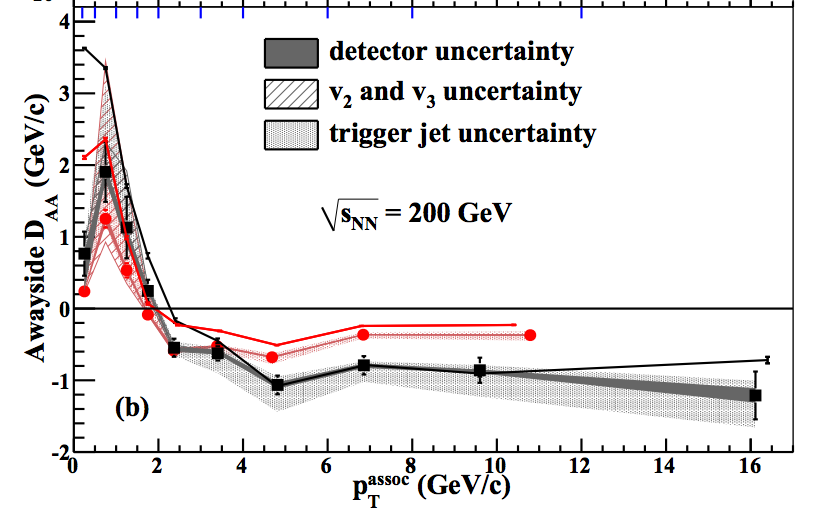 4
detector uncertainty
3
v2 and v3 uncertainty
trigger jet uncertainty
2
√sNN = 200 GeV
1
0
-1
(b)
-2
Awayside DAA (GeV/c)
0 2 4 6 8 10 12 14 16
pTassoc (GeV/c)